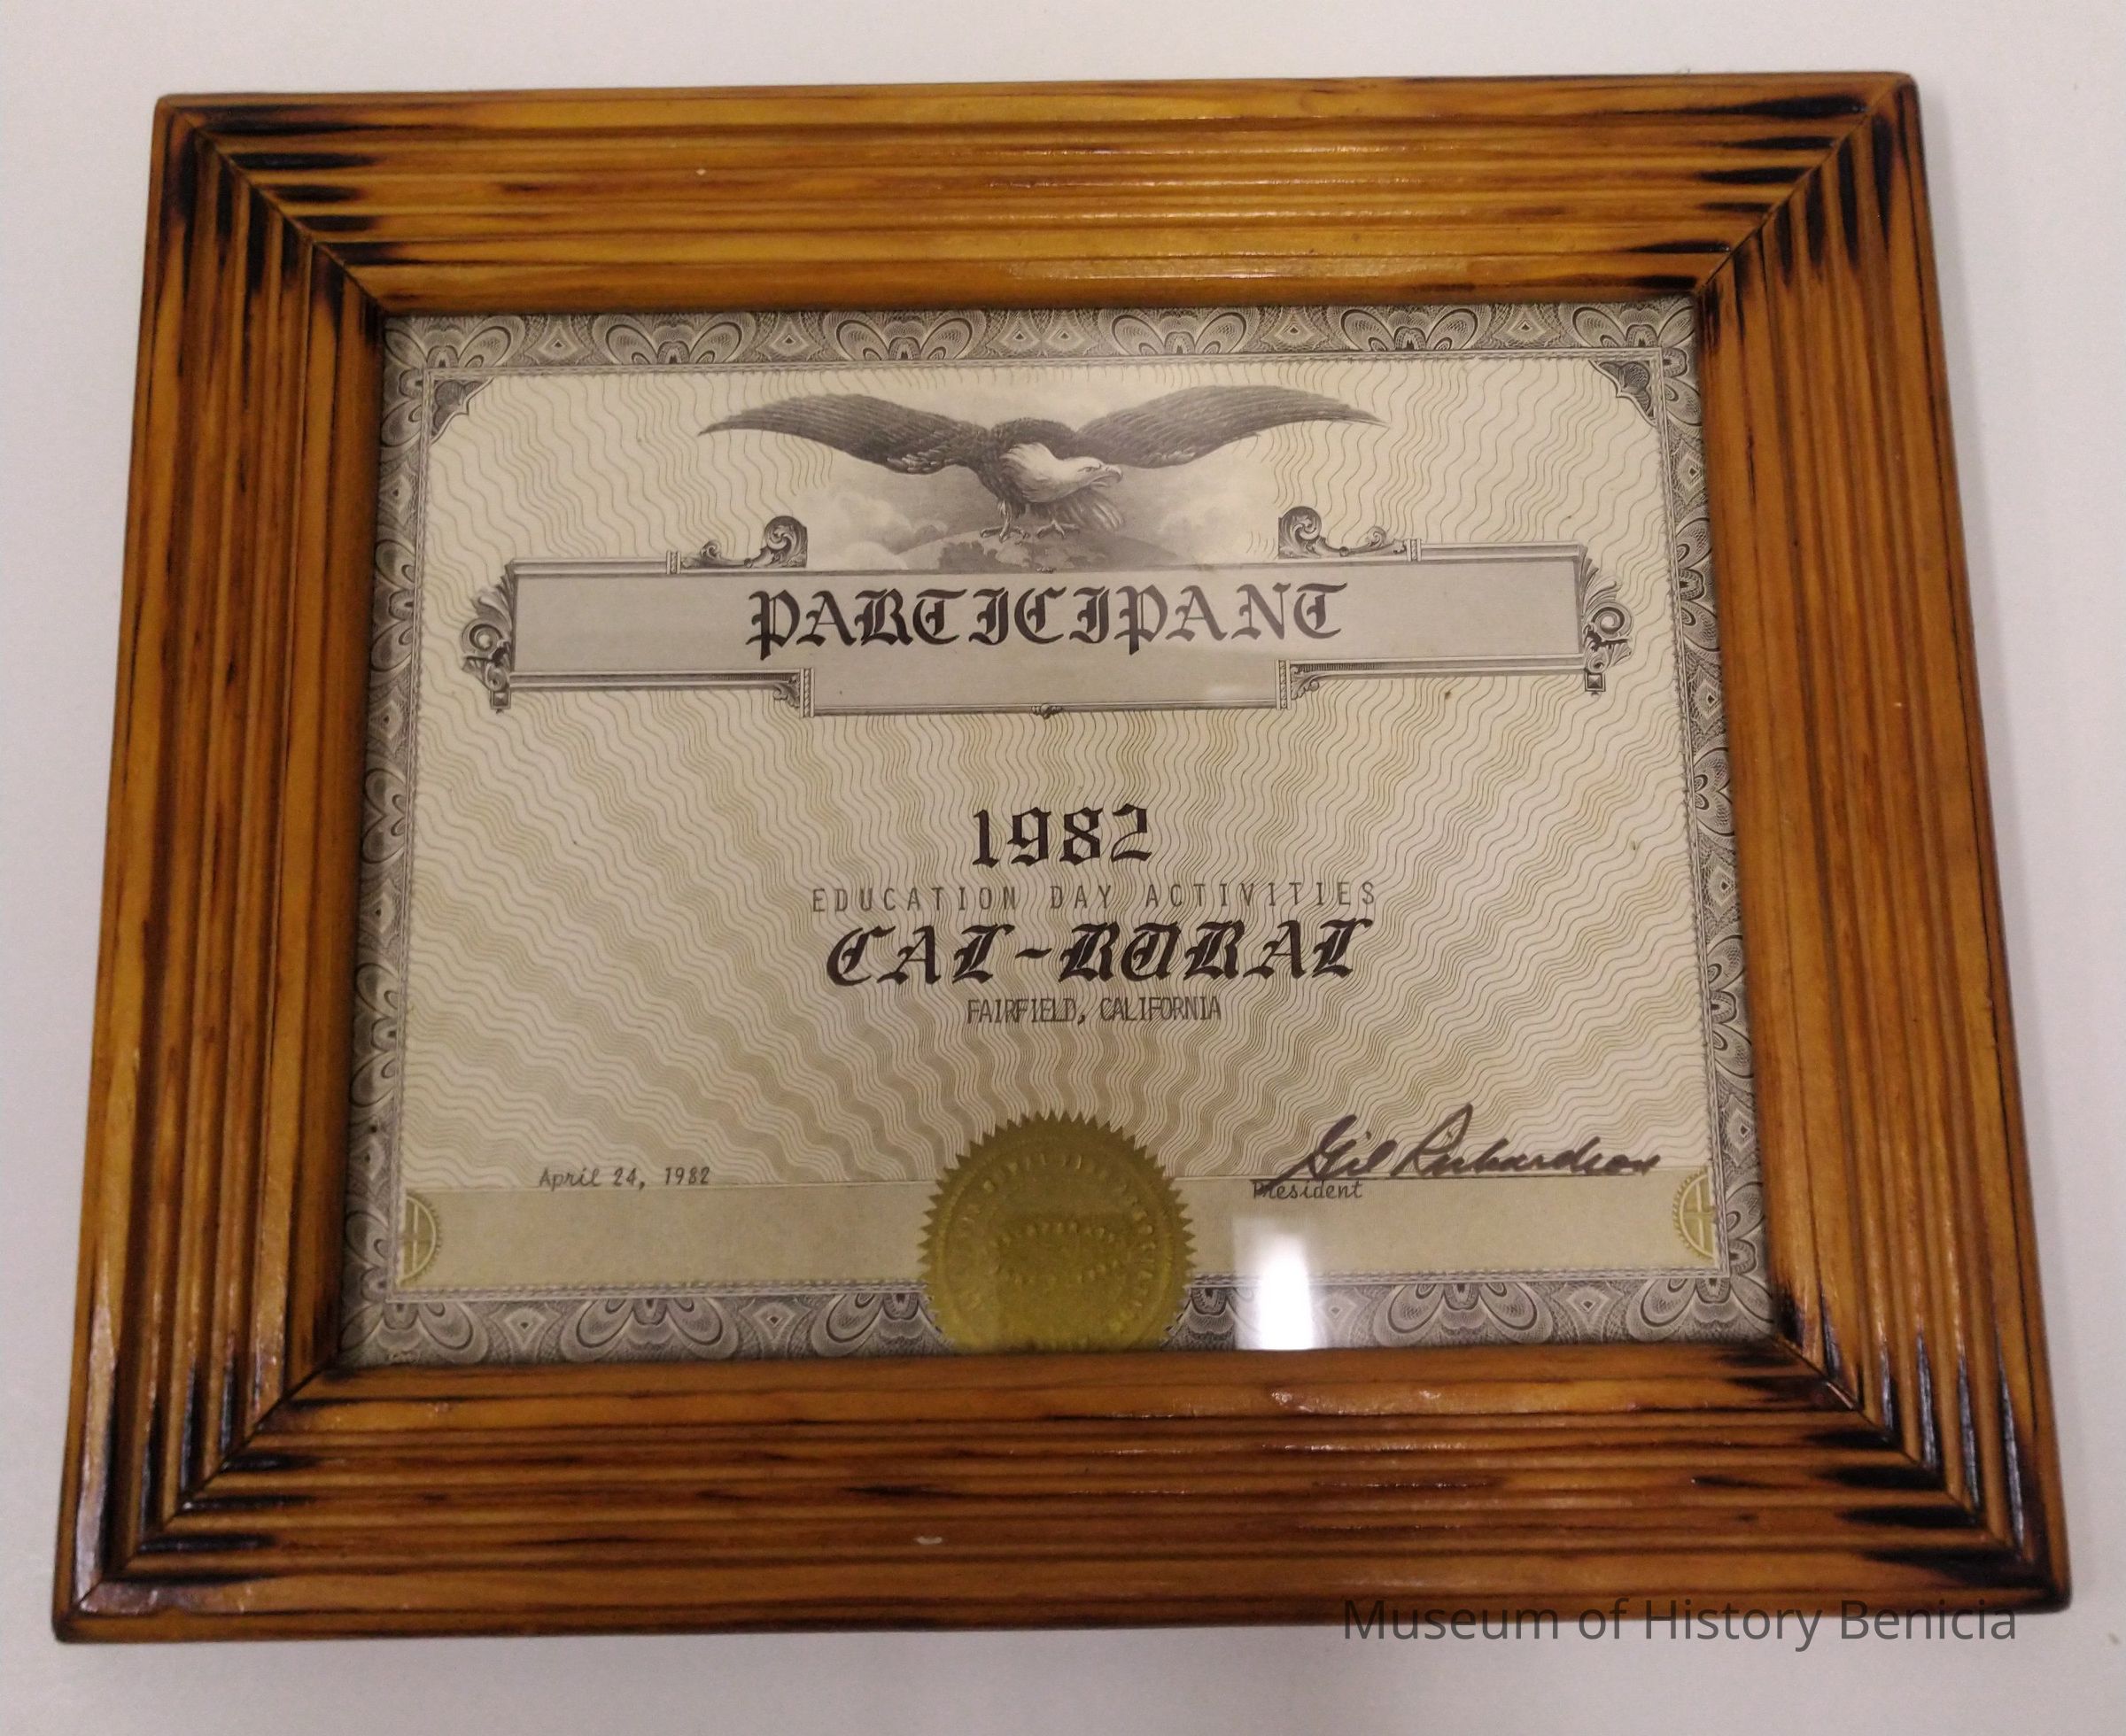 PARTICIPANT
1982
EDUCATION DAY ACTIVITIES
CAL-RURAL
FAIRFIELD, CALIFORNIA
April 24, 1982
Gil Richardson
President
Museum of History Benicia